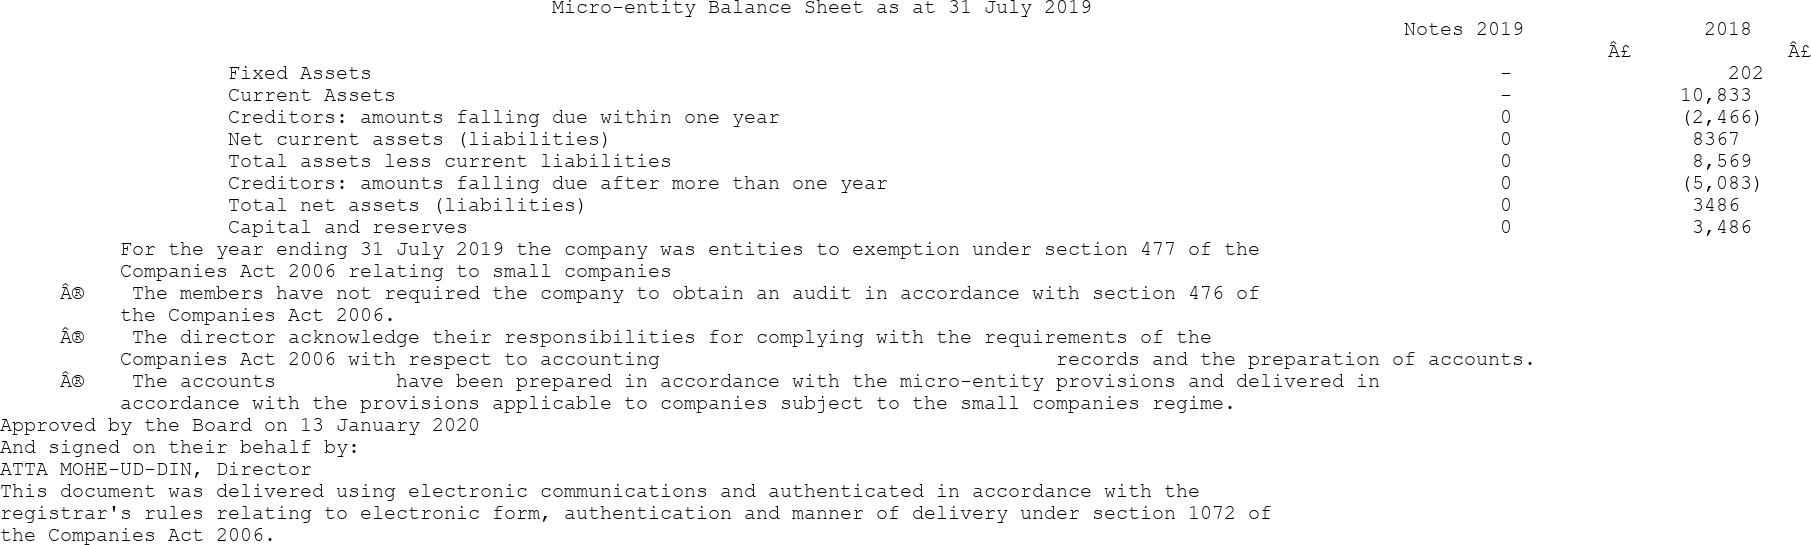 Micro-entity Balance Sheet as at 31 July 2019
Notes 2019 2018
Â£ Â£
Fixed Assets - 202
Current Assets - 10,833
Creditors: amounts falling due within one year 0 (2,466)
Net current assets (liabilities) 0 8367
Total assets less current liabilities 0 8,569
Creditors: amounts falling due after more than one year 0 (5,083)
Total net assets (liabilities) 0 3486
Capital and reserves 0 3,486
For the year ending 31 July 2019 the company was entities to exemption under section 477 of the
Companies Act 2006 relating to small companies
Â® The members have not required the company to obtain an audit in accordance with section 476 of
the Companies Act 2006.
Â® The director acknowledge their responsibilities for complying with the requirements of the
Companies Act 2006 with respect to accounting records and the preparation of accounts.
Â® The accounts have been prepared in accordance with the micro-entity provisions and delivered in
accordance with the provisions applicable to companies subject to the small companies regime.
Approved by the Board on 13 January 2020
And signed on their behalf by:
ATTA MOHE-UD-DIN, Director
This document was delivered using electronic communications and authenticated in accordance with the
registrar's rules relating to electronic form, authentication and manner of delivery under section 1072 of
the Companies Act 2006.